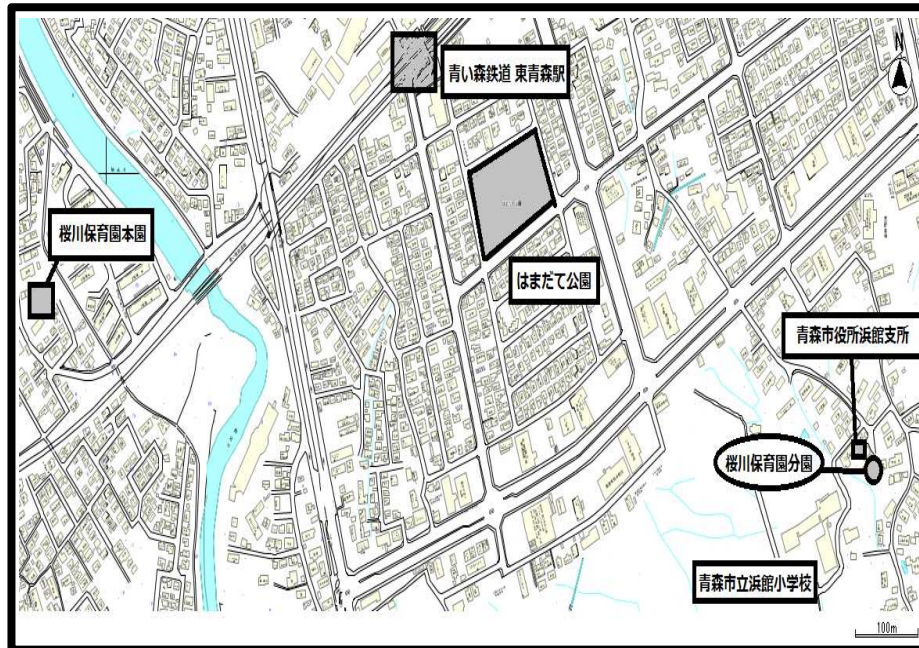 青い森鉄道 東青森駅
N
桜川保育園本園
はまだて公園
青森市役所浜館支所
桜川保育園分園
青森市立浜館小学校
100m